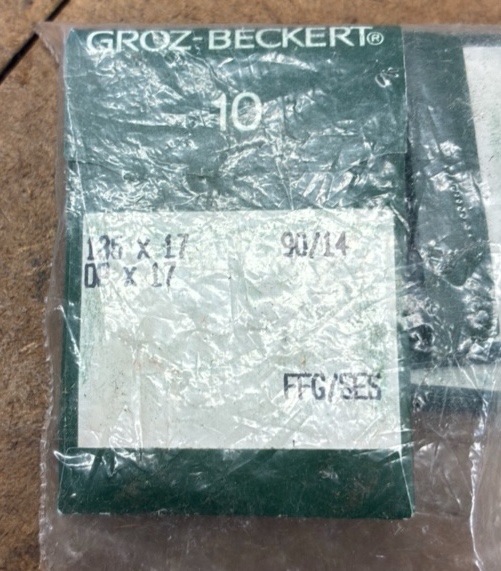 GROZ-BECKERT®
10
135 x 17 90/14
DP x 17
FFG/SES